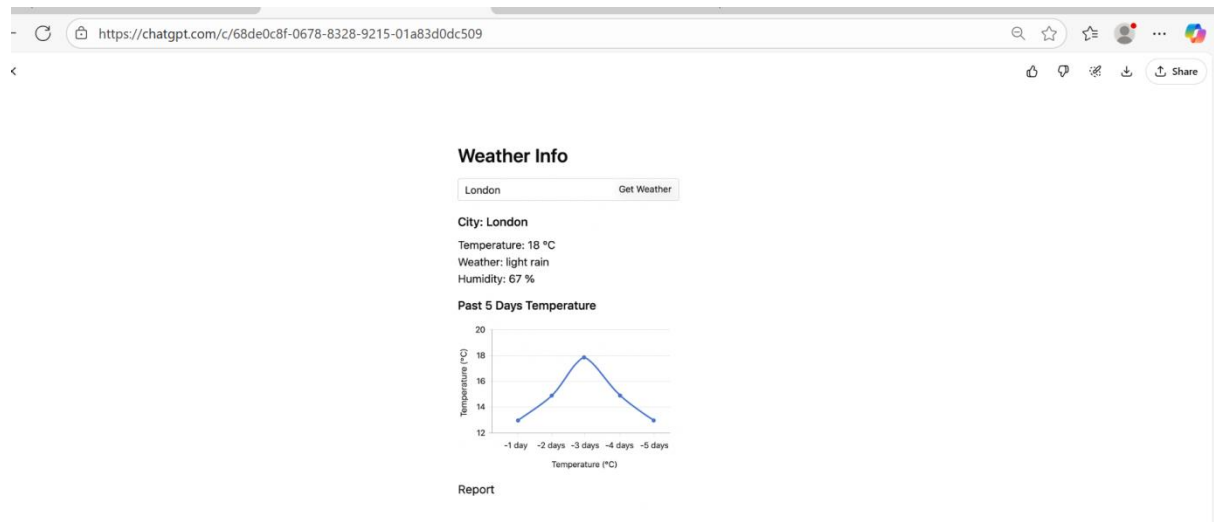 https://chatgpt.com/c/68de0c8f-0678-8328-9215-01a83d0dc509
Share
Weather Info
London Get Weather
City: London
Temperature: 18 °C
Weather: light rain
Humidity: 67 %
Past 5 Days Temperature
20
18
16
14
12
Temperature (°C)
-1 day -2 days -3 days -4 days -5 days
Temperature (°C)
Report